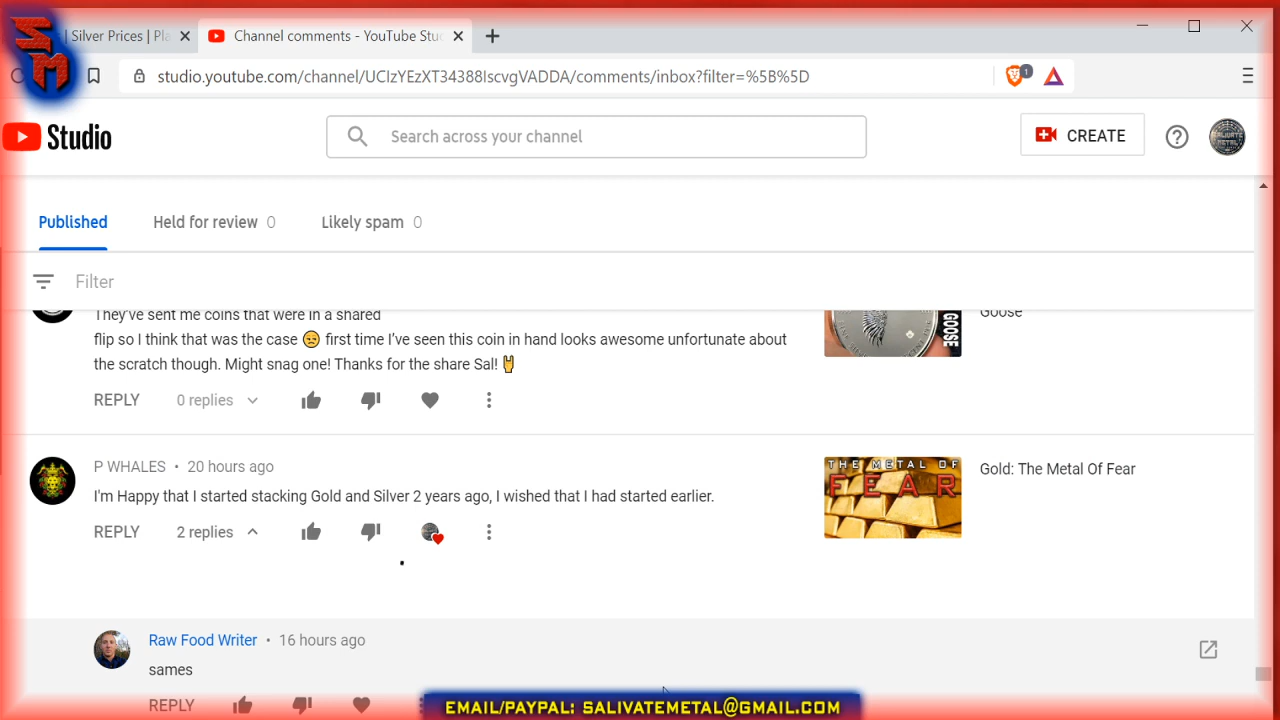 SM
| Silver Prices | Pla
Channel comments - YouTube Stu
studio.youtube.com/channel/UCIzYEzXT34388IscvgVADDA/comments/inbox?filter=%5B%5D
1
Studio
Search across your channel
CREATE
SALIVATE METAL
Published
Held for review 0
Likely spam 0
Filter
They've sent me coins that were in a shared
flip so I think that was the case 😒 first time I've seen this coin in hand looks awesome unfortunate about
the scratch though. Might snag one! Thanks for the share Sal! 🤘
GOOSE
Goose
REPLY 0 replies
P WHALES • 20 hours ago
I'm Happy that I started stacking Gold and Silver 2 years ago, I wished that I had started earlier.
THE METAL OF
FEAR
Gold: The Metal Of Fear
REPLY 2 replies
Raw Food Writer • 16 hours ago
sames
REPLY
EMAIL/PAYPAL: SALIVATEMETAL@GMAIL.COM